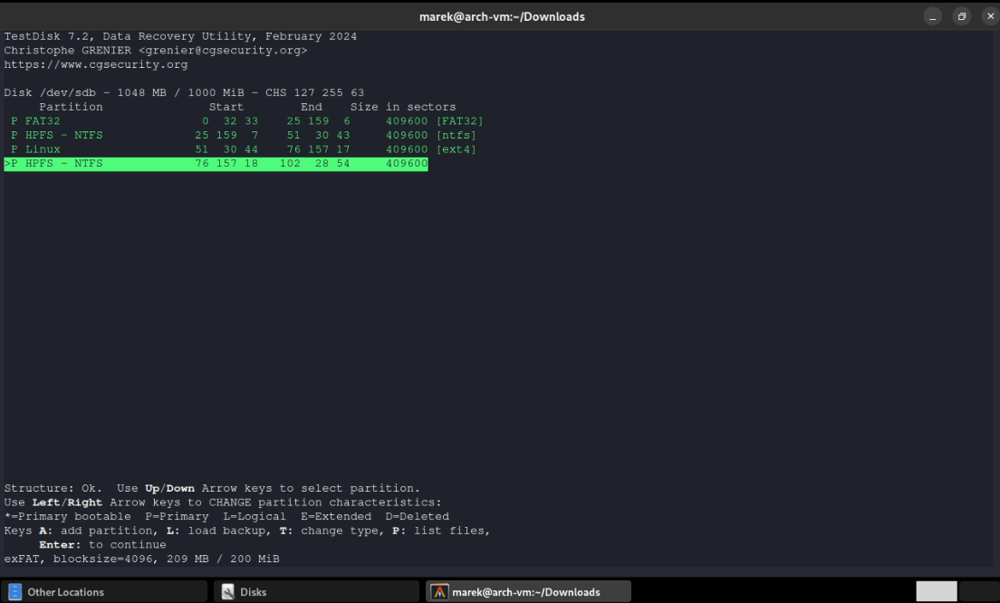 marek@arch-vm:~/Downloads
TestDisk 7.2, Data Recovery Utility, February 2024
Christophe GRENIER <grenier@cgsecurity.org>
https://www.cgsecurity.org
Disk /dev/sdb - 1048 MB / 1000 MiB - CHS 127 255 63
     Partition               Start        End    Size in sectors
 P FAT32                    0  32 33    25 159  6     409600 [FAT32]
 P HPFS - NTFS             25 159  7    51  30 43     409600 [ntfs]
 P Linux                   51  30 44    76 157 17     409600 [ext4]
>P HPFS - NTFS             76 157 18   102  28 54     409600
Structure: Ok.  Use Up/Down Arrow keys to select partition.
Use Left/Right Arrow keys to CHANGE partition characteristics:
*=Primary bootable  P=Primary  L=Logical  E=Extended  D=Deleted
Keys A: add partition, L: load backup, T: change type, P: list files,
     Enter: to continue
exFAT, blocksize=4096, 209 MB / 200 MiB
Other Locations
Disks
marek@arch-vm:~/Downloads